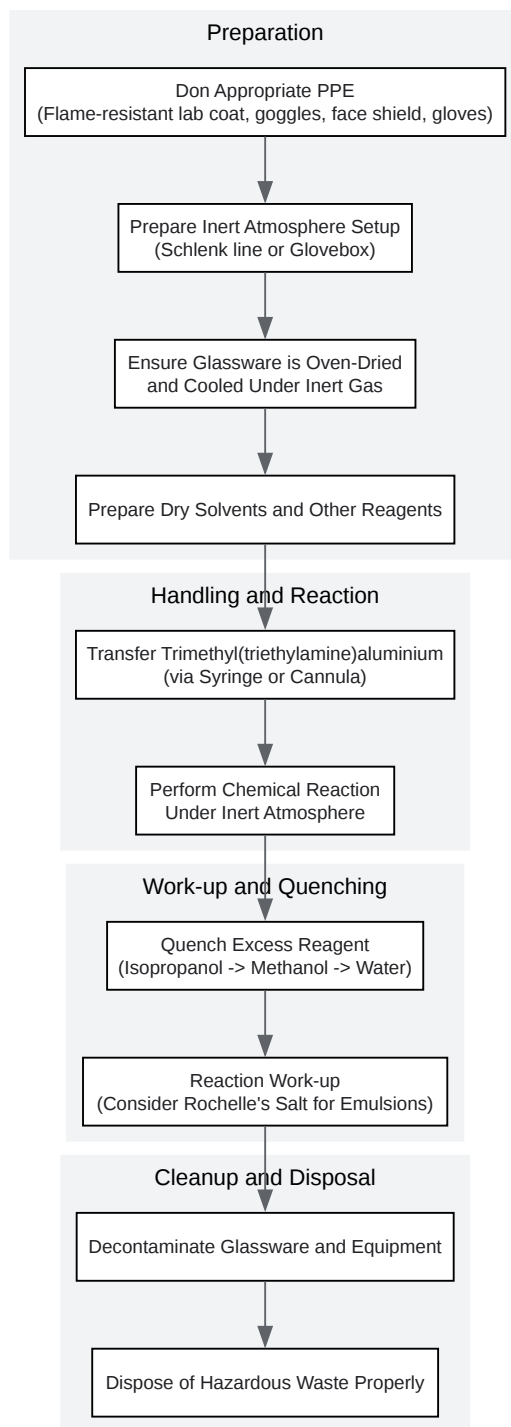 Preparation
Don Appropriate PPE
(Flame-resistant lab coat, goggles, face shield, gloves)
Prepare Inert Atmosphere Setup
(Schlenk line or Glovebox)
Ensure Glassware is Oven-Dried
and Cooled Under Inert Gas
Prepare Dry Solvents and Other Reagents
Handling and Reaction
Transfer Trimethyl(triethylamine)aluminium
(via Syringe or Cannula)
Perform Chemical Reaction
Under Inert Atmosphere
Work-up and Quenching
Quench Excess Reagent
(Isopropanol -> Methanol -> Water)
Reaction Work-up
(Consider Rochelle's Salt for Emulsions)
Cleanup and Disposal
Decontaminate Glassware and Equipment
Dispose of Hazardous Waste Properly